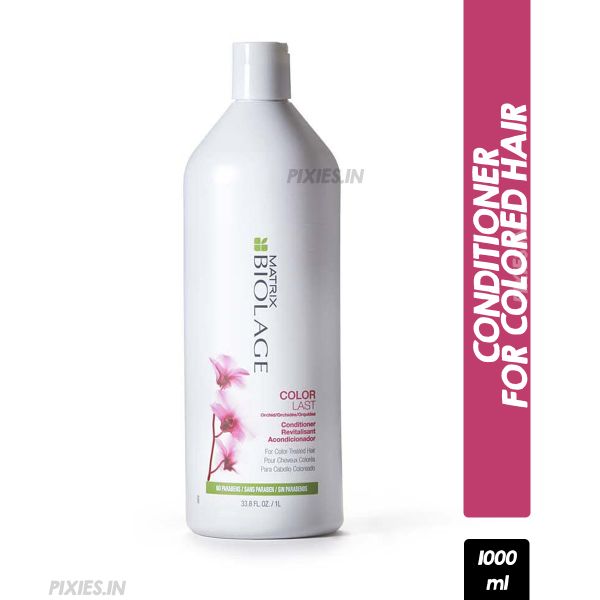 PIXIES.IN
MATRIX
BIOLAGE
COLOR
LAST
Orchid/Orchidée/Orquídea
Conditioner
Revitalisant
Acondicionador
For Color-Treated Hair
Pour Cheveux Colorés
Para Cabello Coloreado
NO PARABENS / SANS PARABEN / SIN PARABENOS
33.8 FL. OZ. / 1L
CONDITIONER
FOR COLORED HAIR
1000
ml
PIXIES.IN